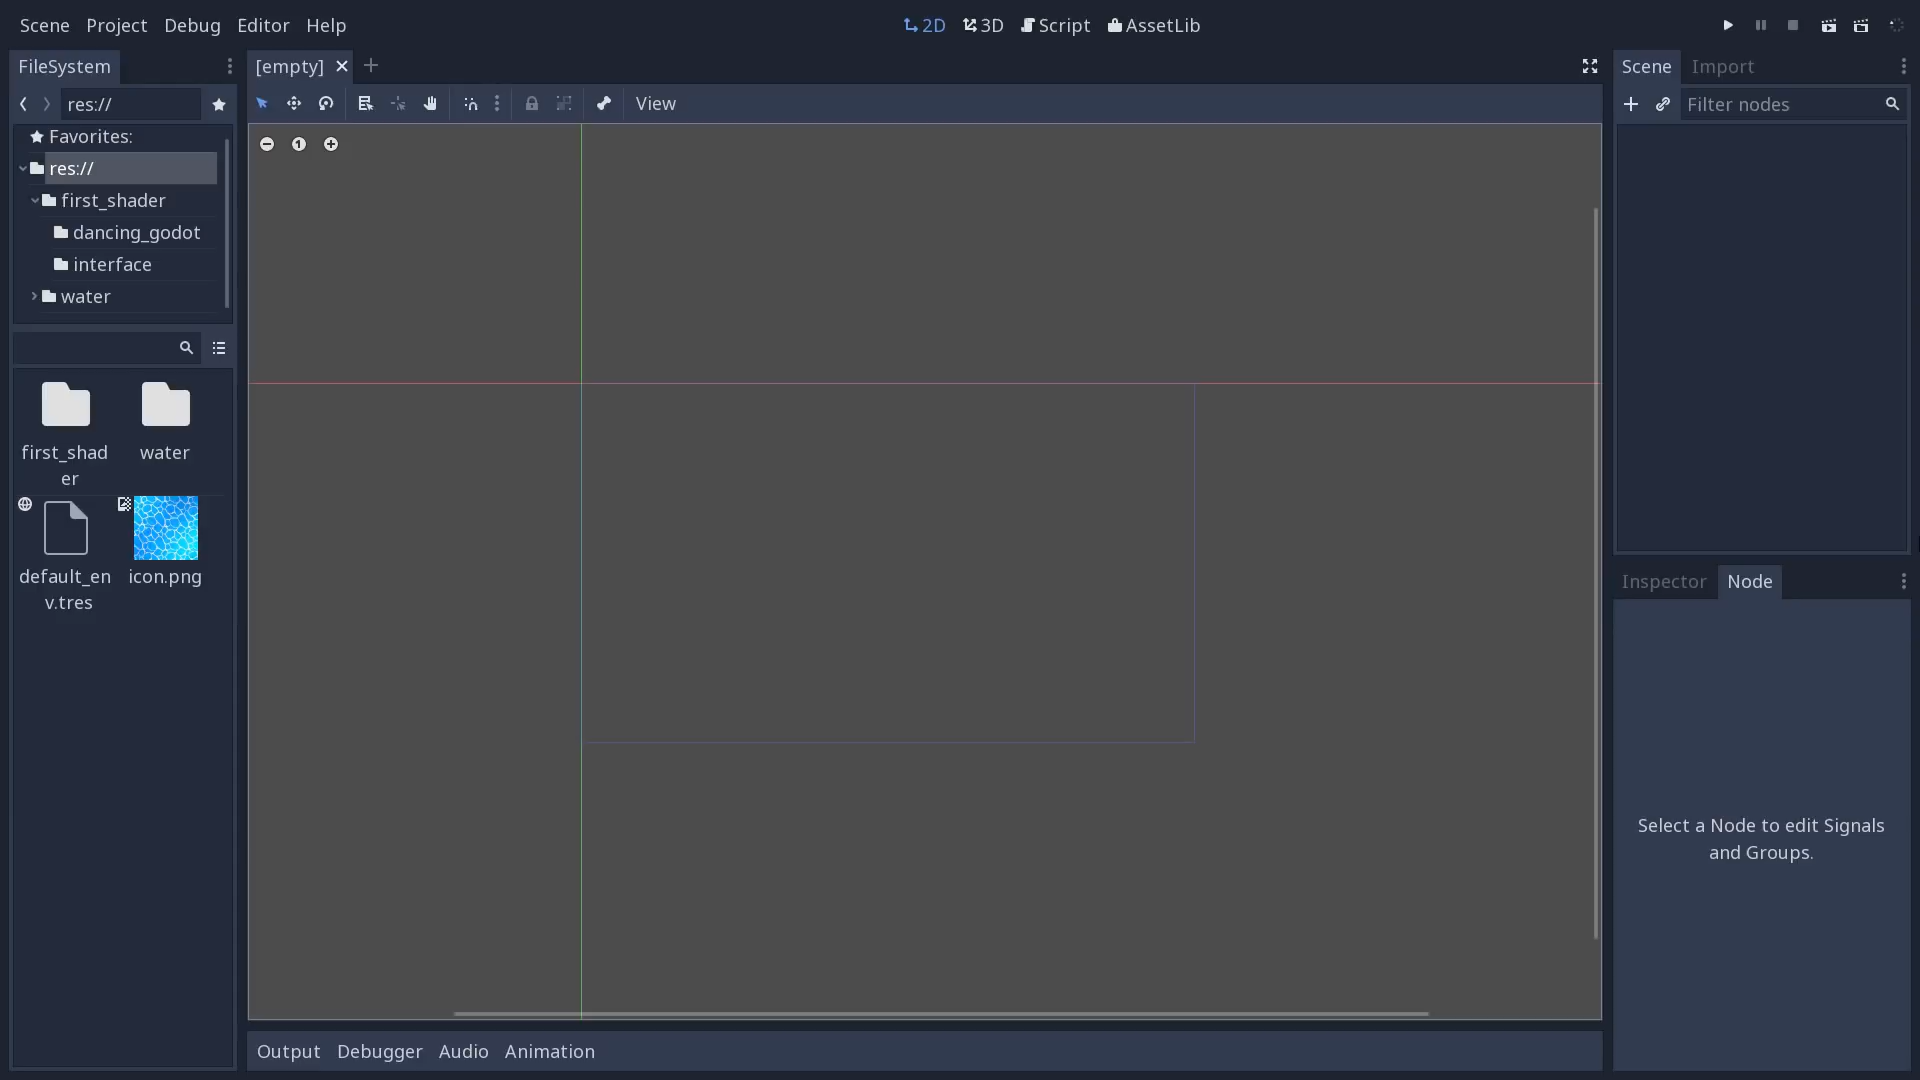 Scene Project Debug Editor Help
2D 3D Script AssetLib
FileSystem
[empty]
Scene Import
res://
View
Filter nodes
Favorites:
res://
first_shader
dancing_godot
interface
water
1
first_shad
er
water
default_en
v.tres
icon.png
Inspector Node
Select a Node to edit Signals
and Groups.
Output Debugger Audio Animation